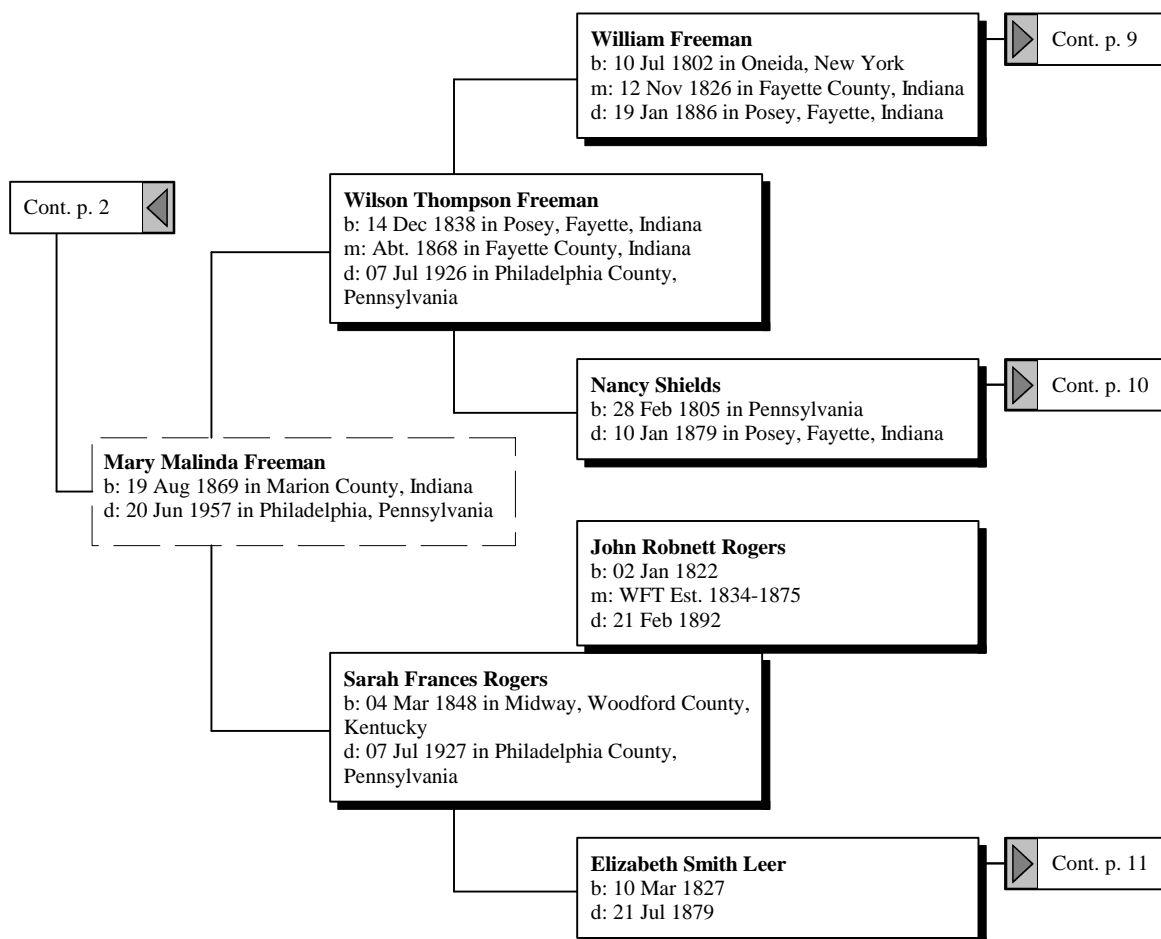 William Freeman
b: 10 Jul 1802 in Oneida, New York
m: 12 Nov 1826 in Fayette County, Indiana
d: 19 Jan 1886 in Posey, Fayette, Indiana
Cont. p. 9
Cont. p. 2
Wilson Thompson Freeman
b: 14 Dec 1838 in Posey, Fayette, Indiana
m: Abt. 1868 in Fayette County, Indiana
d: 07 Jul 1926 in Philadelphia County,
Pennsylvania
Nancy Shields
b: 28 Feb 1805 in Pennsylvania
d: 10 Jan 1879 in Posey, Fayette, Indiana
Cont. p. 10
Mary Malinda Freeman
b: 19 Aug 1869 in Marion County, Indiana
d: 20 Jun 1957 in Philadelphia, Pennsylvania
John Robnett Rogers
b: 02 Jan 1822
m: WFT Est. 1834-1875
d: 21 Feb 1892
Sarah Frances Rogers
b: 04 Mar 1848 in Midway, Woodford County,
Kentucky
d: 07 Jul 1927 in Philadelphia County,
Pennsylvania
Elizabeth Smith Leer
b: 10 Mar 1827
d: 21 Jul 1879
Cont. p. 11